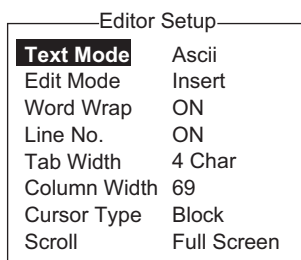 Editor Setup
Text Mode Ascii
Edit Mode Insert
Word Wrap ON
Line No. ON
Tab Width 4 Char
Column Width 69
Cursor Type Block
Scroll Full Screen